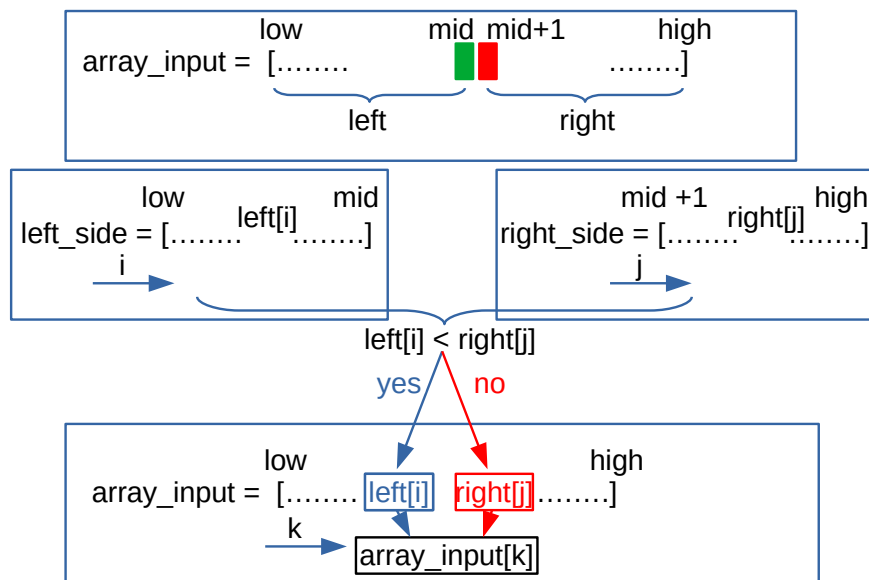 low mid mid+1 high
array_input = [........ ........]
left right
low mid
left_side = [........ left[i] ........]
i
mid +1 high
right_side = [........ right[j] ........]
j
left[i] < right[j]
yes no
low high
array_input = [........ left[i] right[j] ........]
k
array_input[k]